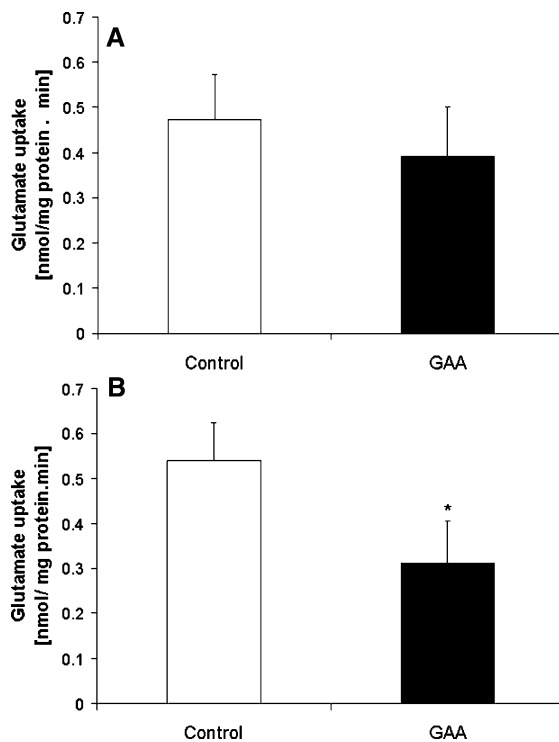 A
Glutamate uptake
[nmol/mg protein . min]
0.7
0.6
0.5
0.4
0.3
0.2
0.1
0
Control
GAA
B
Glutamate uptake
[nmol/ mg protein.min]
0.7
0.6
0.5
0.4
0.3
0.2
0.1
0
*
Control
GAA